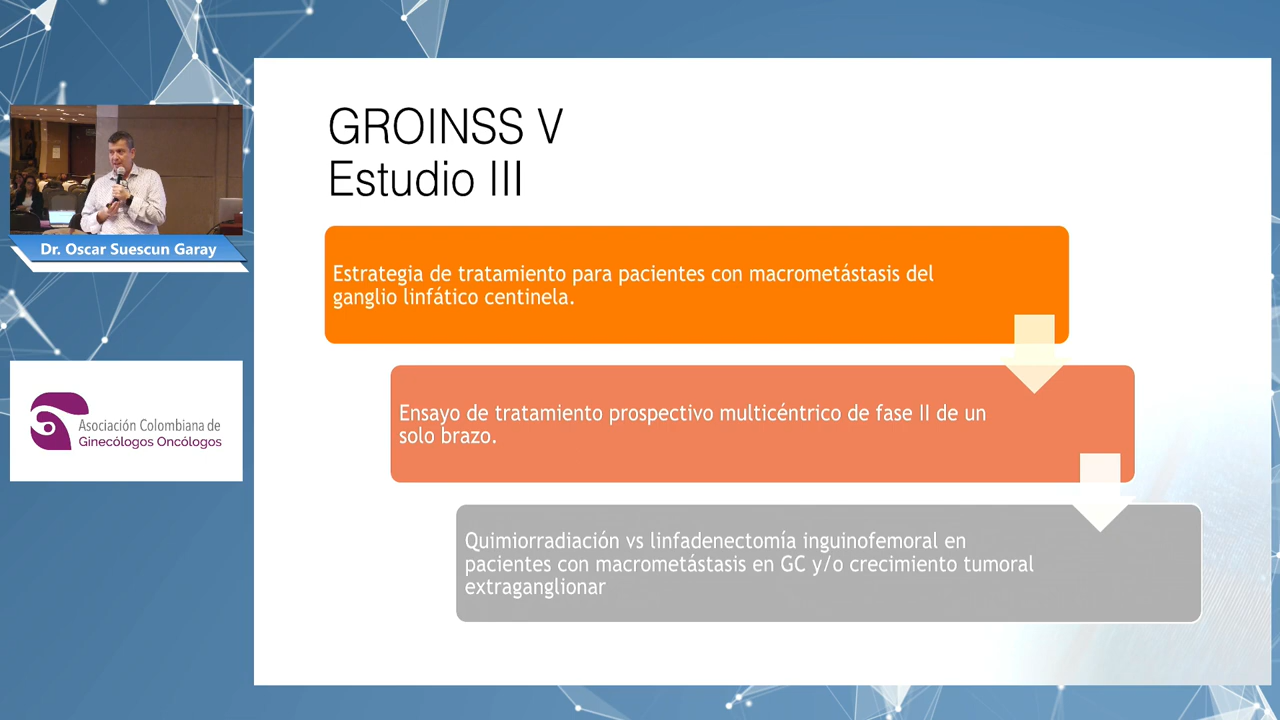 GROINSS V
Estudio III
Estrategia de tratamiento para pacientes con macrometástasis del
ganglio linfático centinela.
Ensayo de tratamiento prospectivo multicéntrico de fase II de un
solo brazo.
Quimiorradiación vs linfadenectomía inguinofemoral en
pacientes con macrometástasis en GC y/o crecimiento tumoral
extraganglionar
Dr. Oscar Suescun Garay
Asociación Colombiana de
Ginecólogos Oncólogos